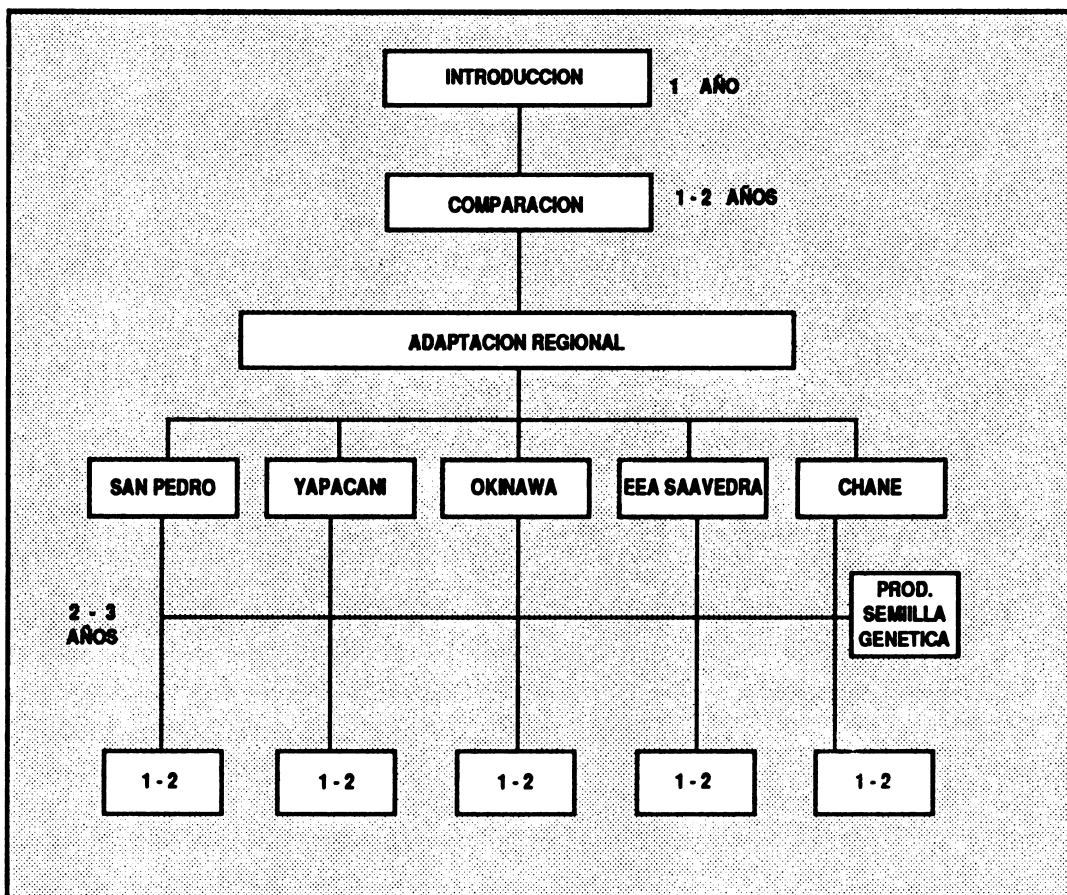 INTRODUCCION
1 AÑO
COMPARACION
1 - 2 AÑOS
ADAPTACION REGIONAL
SAN PEDRO
YAPACANI
OKINAWA
EEA SAAVEDRA
CHANE
2 - 3
AÑOS
PROD.
SEMIILLA
GENETICA
1 - 2
1 - 2
1 - 2
1 - 2
1 - 2